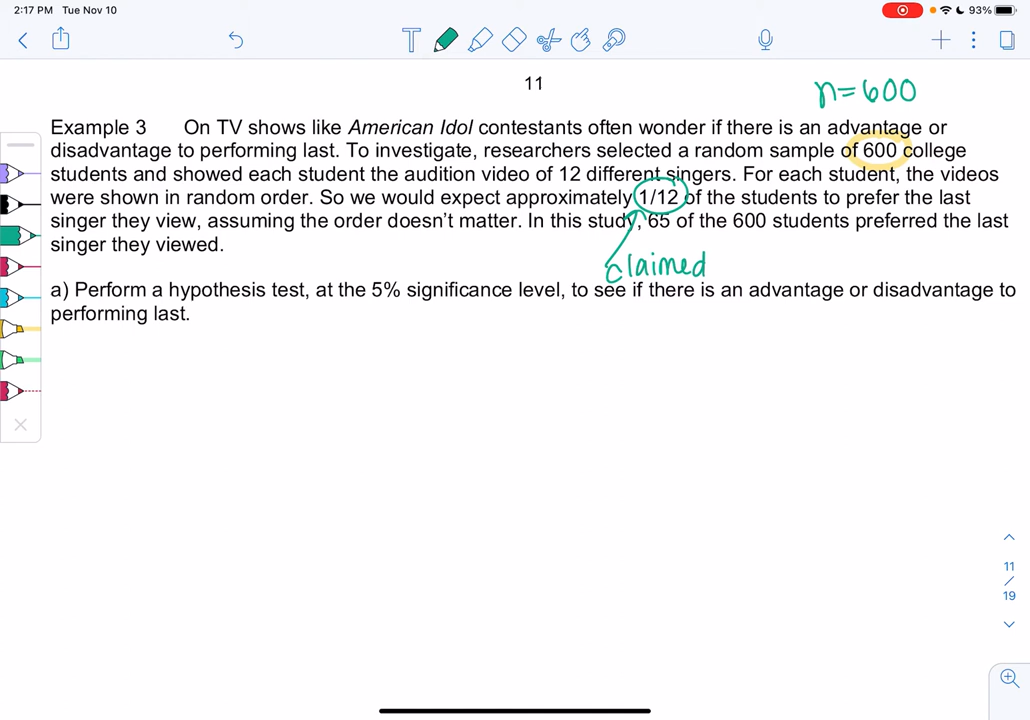 2:17 PM Tue Nov 10
93%
T
11
n=600
Example 3 On TV shows like American Idol contestants often wonder if there is an advantage or
disadvantage to performing last. To investigate, researchers selected a random sample of 600 college
students and showed each student the audition video of 12 different singers. For each student, the videos
were shown in random order. So we would expect approximately 1/12 of the students to prefer the last
singer they view, assuming the order doesn't matter. In this study, 65 of the 600 students preferred the last
singer they viewed.
claimed
a) Perform a hypothesis test, at the 5% significance level, to see if there is an advantage or disadvantage to
performing last.
11
/
19